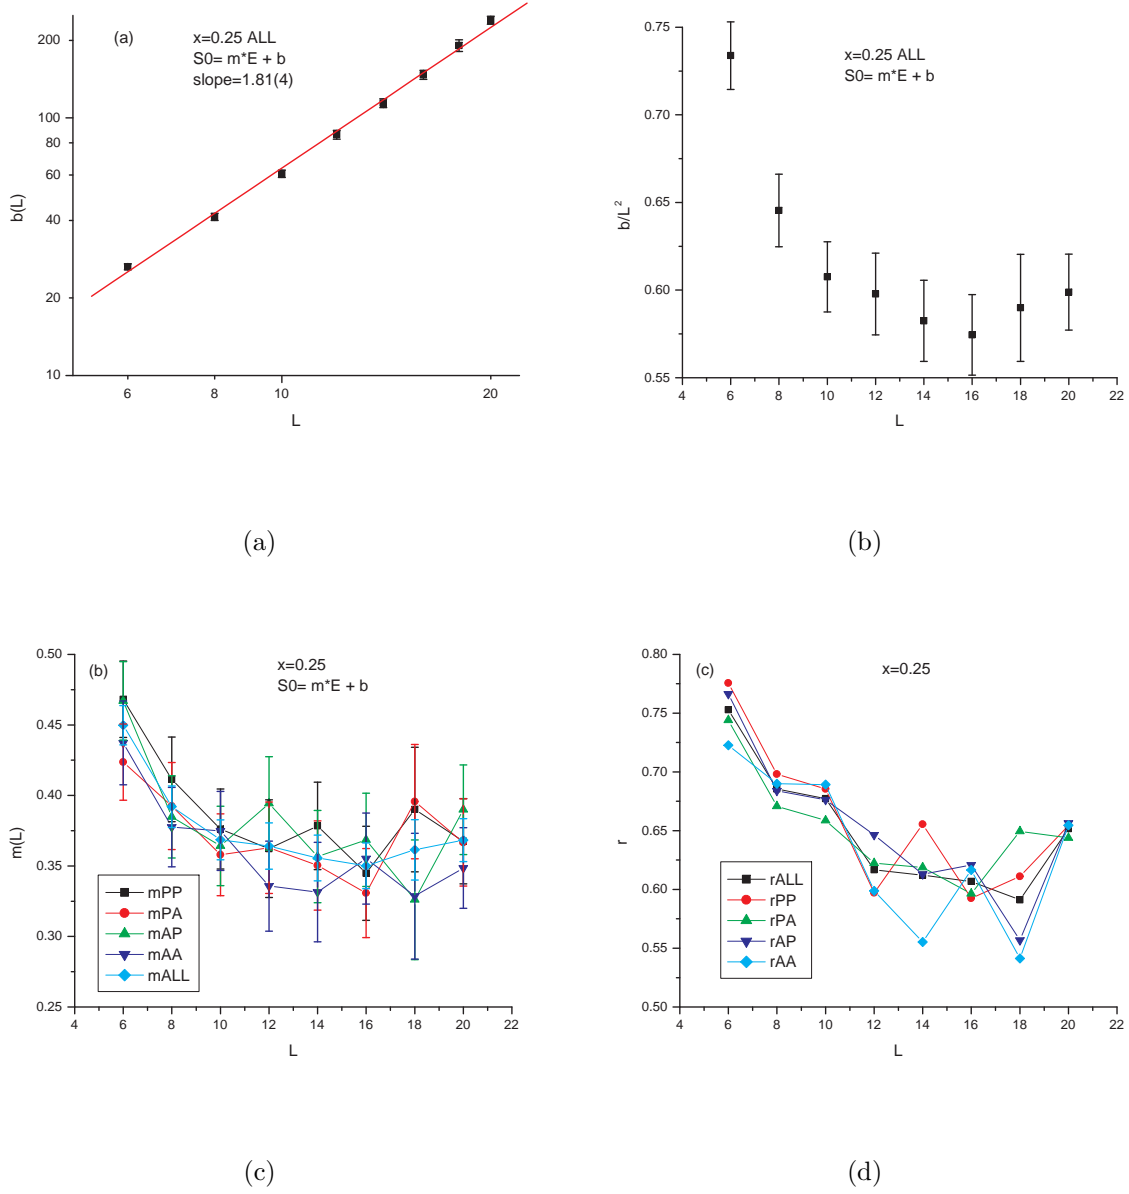 (a)
x=0.25 ALL
S0= m*E + b
slope=1.81(4)
200
100
80
60
40
20
10
b(L)
6
8
10
20
L
(a)
x=0.25 ALL
S0= m*E + b
0.75
0.70
0.65
0.60
0.55
b/L²
4
6
8
10
12
14
16
18
20
22
L
(b)
(b)
x=0.25
S0= m*E + b
0.50
0.45
0.40
0.35
0.30
0.25
m(L)
mPP
mPA
mAP
mAA
mALL
4
6
8
10
12
14
16
18
20
22
L
(c)
(c)
x=0.25
0.80
0.75
0.70
0.65
0.60
0.55
0.50
r
rALL
rPP
rPA
rAP
rAA
4
6
8
10
12
14
16
18
20
22
L
(d)